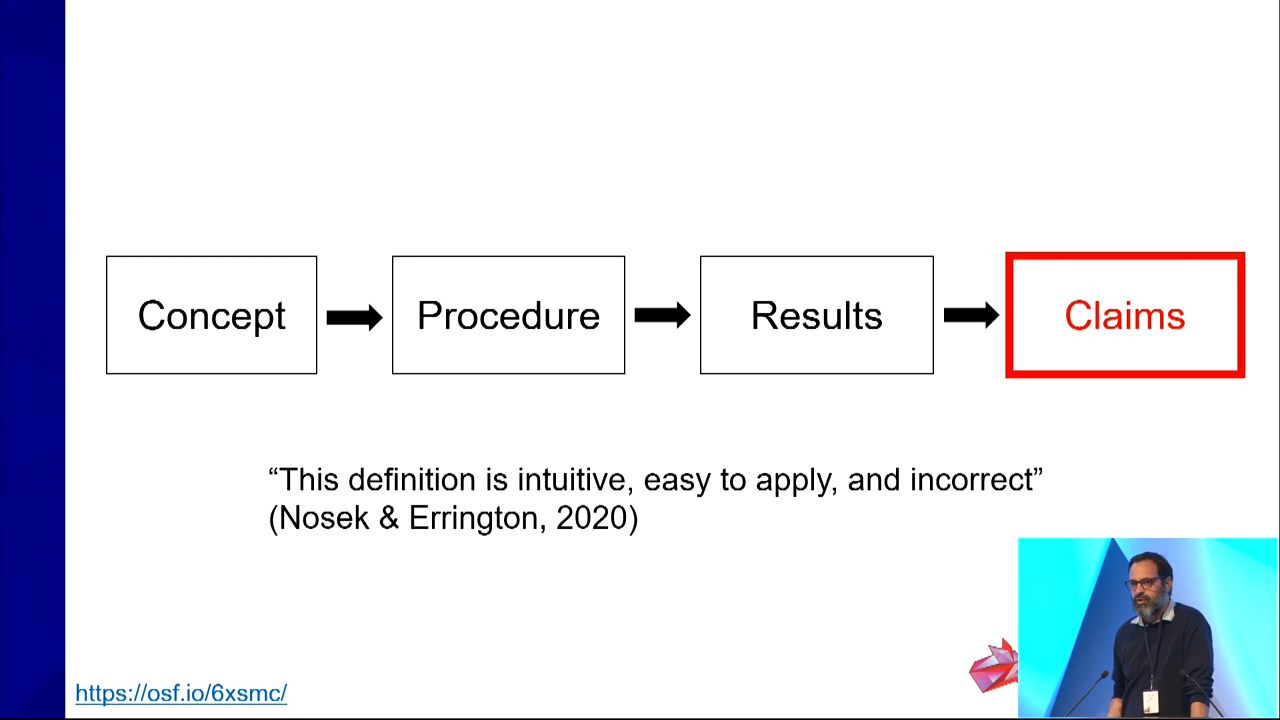 Concept
Procedure
Results
Claims
“This definition is intuitive, easy to apply, and incorrect”
(Nosek & Errington, 2020)
https://osf.io/6xsmc/